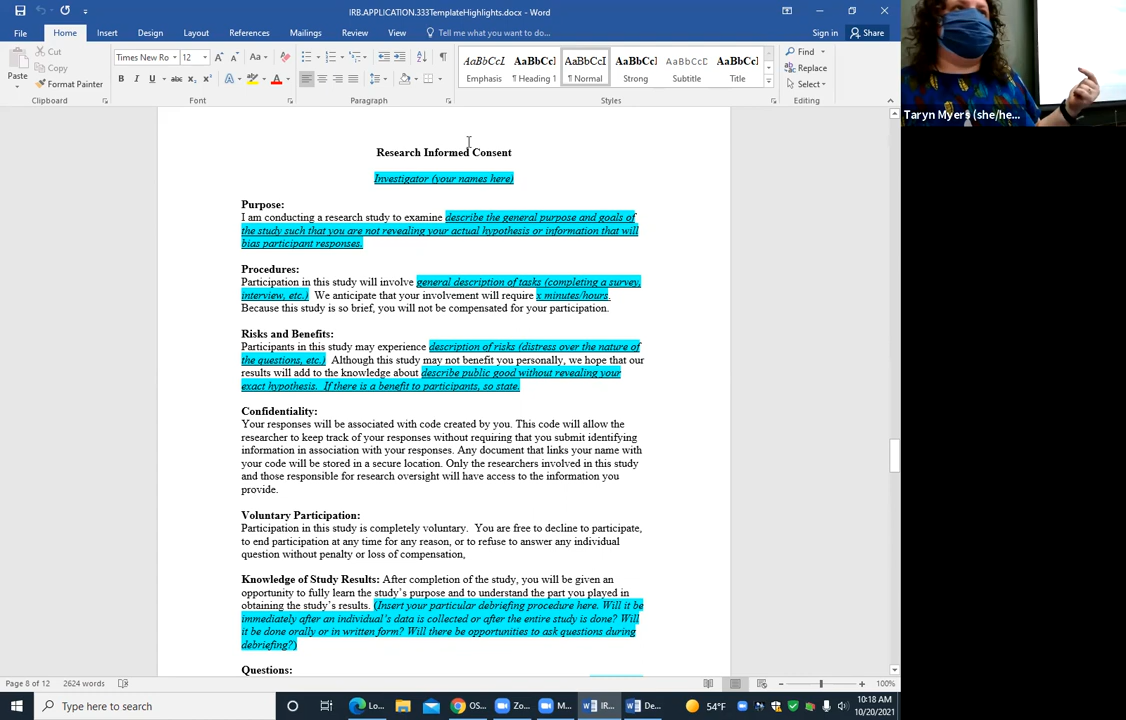 IRB.APPLICATION.333TemplateHighlights.docx - Word
File Home Insert Design Layout References Mailings Review View Tell me what you want to do... Sign in Share
Paste
Cut
Copy
Format Painter
Times New Ro 12 Aa
B I U abc X2 X2 A A
AaBbCcI AaBbCc AaBbCcI AaBbCc AaBbCcI AaBbCc
Emphasis ¶ Heading 1 ¶ Normal Strong Subtitle Title
Find
Replace
Select
Clipboard Font Paragraph Styles Editing
Taryn Myers (she/he...
Research Informed Consent
Investigator (your names here)
Purpose:
I am conducting a research study to examine describe the general purpose and goals of
the study such that you are not revealing your actual hypothesis or information that will
bias participant responses.
Procedures:
Participation in this study will involve general description of tasks (completing a survey,
interview, etc.) We anticipate that your involvement will require x minutes/hours.
Because this study is so brief, you will not be compensated for your participation.
Risks and Benefits:
Participants in this study may experience description of risks (distress over the nature of
the questions, etc.) Although this study may not benefit you personally, we hope that our
results will add to the knowledge about describe public good without revealing your
exact hypothesis. If there is a benefit to participants, so state.
Confidentiality:
Your responses will be associated with code created by you. This code will allow the
researcher to keep track of your responses without requiring that you submit identifying
information in association with your responses. Any document that links your name with
your code will be stored in a secure location. Only the researchers involved in this study
and those responsible for research oversight will have access to the information you
provide.
Voluntary Participation:
Participation in this study is completely voluntary. You are free to decline to participate,
to end participation at any time for any reason, or to refuse to answer any individual
question without penalty or loss of compensation,
Knowledge of Study Results: After completion of the study, you will be given an
opportunity to fully learn the study's purpose and to understand the part you played in
obtaining the study's results. (Insert your particular debriefing procedure here. Will it be
immediately after an individual's data is collected or after the entire study is done? Will
it be done orally or in written form? Will there be opportunities to ask questions during
debriefing?)
Questions:
Page 8 of 12 2624 words 100%
Type here to search Lo... OS... Zo... M... IR... De... 54°F 10:18 AM
10/20/2021